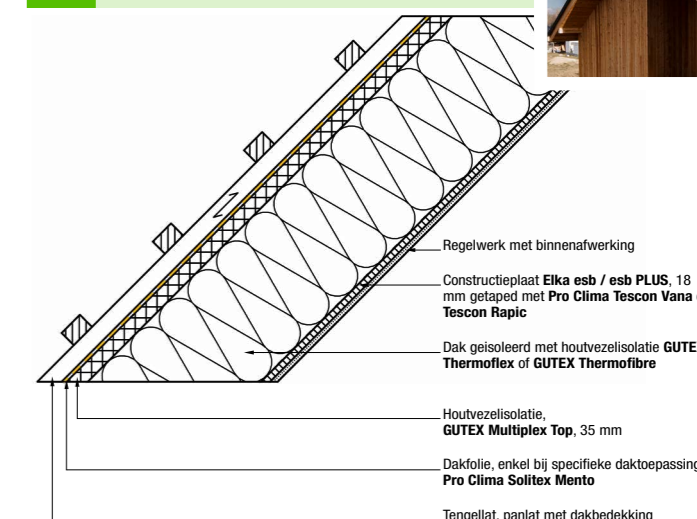 Regelwerk met binnenafwerking
Constructieplaat Elka esb / esb PLUS, 18
mm getaped met Pro Clima Tescon Vana
Tescon Rapic
Dak geisoleerd met houtvezelisolatie GUTE
Thermoflex of GUTEX Thermofibre
Houtvezelisolatie,
GUTEX Multiplex Top, 35 mm
Dakfolie, enkel bij specifieke daktoepassing
Pro Clima Solitex Mento
Tengellat, panlat met dakbedekking